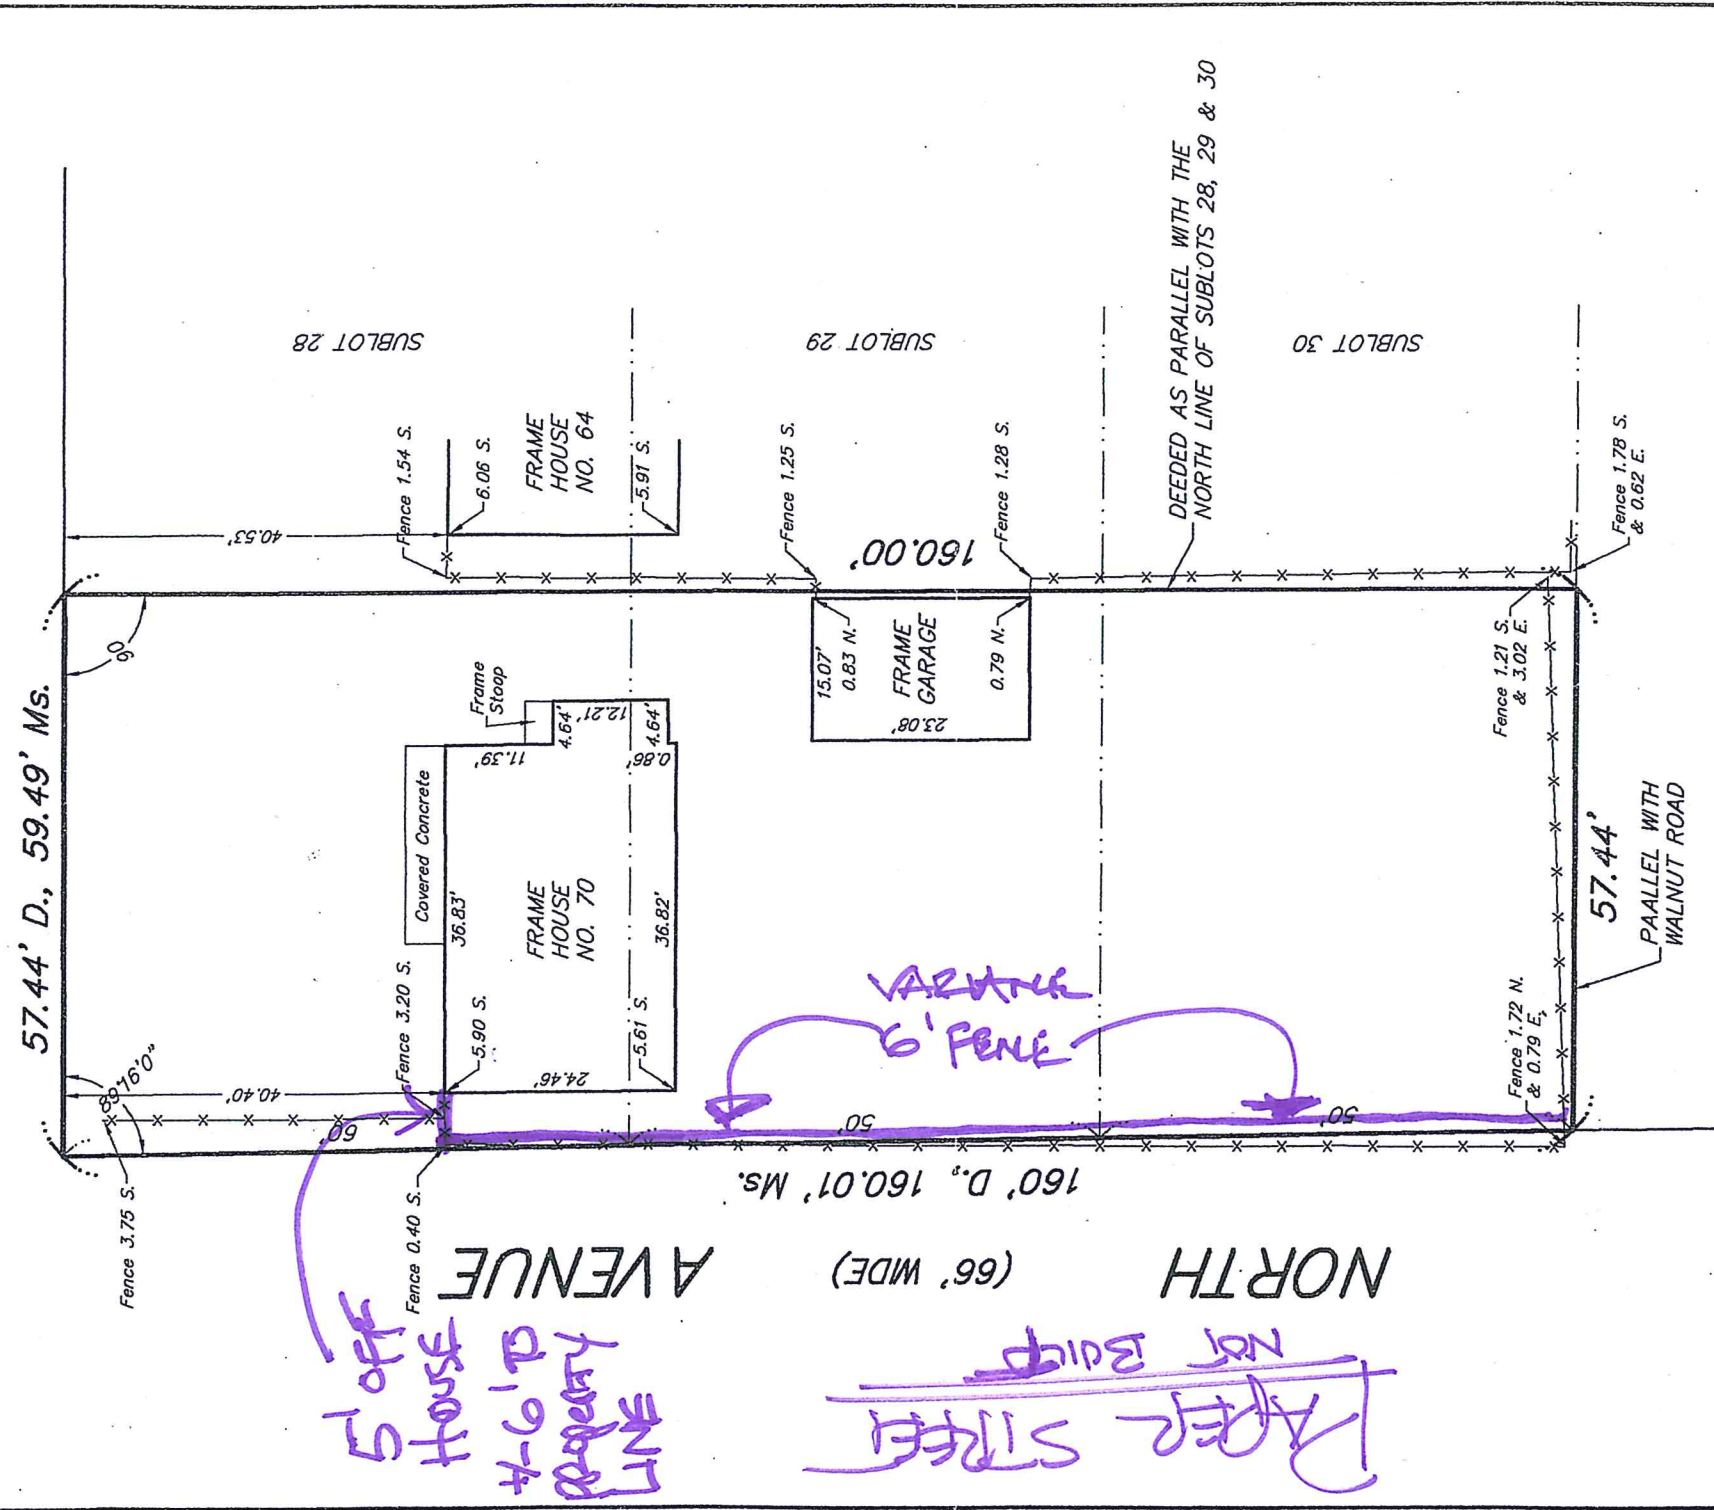 57.44' D., 59.49' Ms.
90°
89°16'0"
60'
40.40'
40.53'
Fence 3.75 S.
Fence 3.20 S.
Fence 0.40 S.
Fence 1.54 S.
6.06 S.
FRAME
HOUSE
NO. 64
5.91 S.
SUBLOT 28
SUBLOT 29
SUBLOT 30
Covered Concrete
Frame
Stoop
11.39'
4.64'
12.21'
4.64'
0.86'
36.83'
FRAME
HOUSE
NO. 70
36.82'
5.90 S.
5.61 S.
24.46'
Fence 1.25 S.
160.00'
Fence 1.28 S.
15.07'
0.83 N.
FRAME
GARAGE
0.79 N.
23.08'
DEEDED AS PARALLEL WITH THE
NORTH LINE OF SUBLOTS 28, 29 & 30
Fence 1.78 S.
& 0.62 E.
Fence 1.21 S.
& 3.02 E.
57.44'
PAALLEL WITH
WALNUT ROAD
Fence 1.72 N.
& 0.79 E,
VARIANCE
6' FENCE
50'
50'
160' D., 160.01' Ms.
NORTH (66' WIDE) AVENUE
5' OFF
HOUSE
+-6' TO
PROPERTY
LINE
PAPER STREET
NOT BUILD